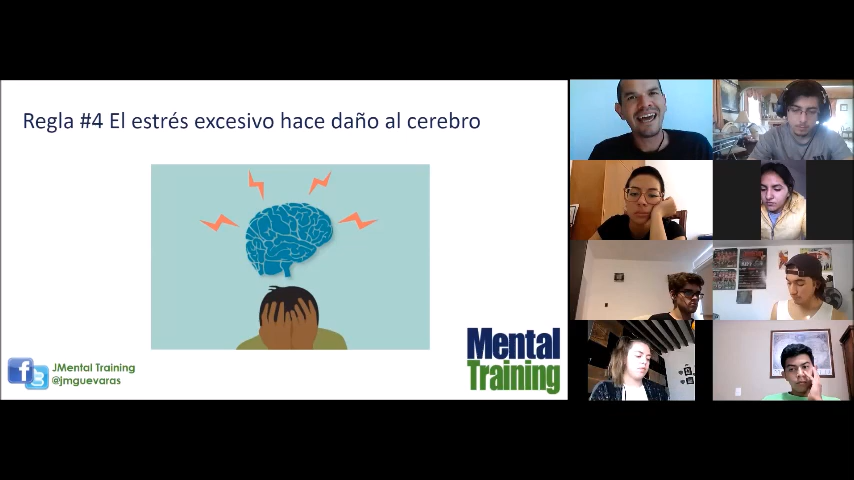 Regla #4 El estrés excesivo hace daño al cerebro
Mental
Training
JMental Training
@jmguevaras